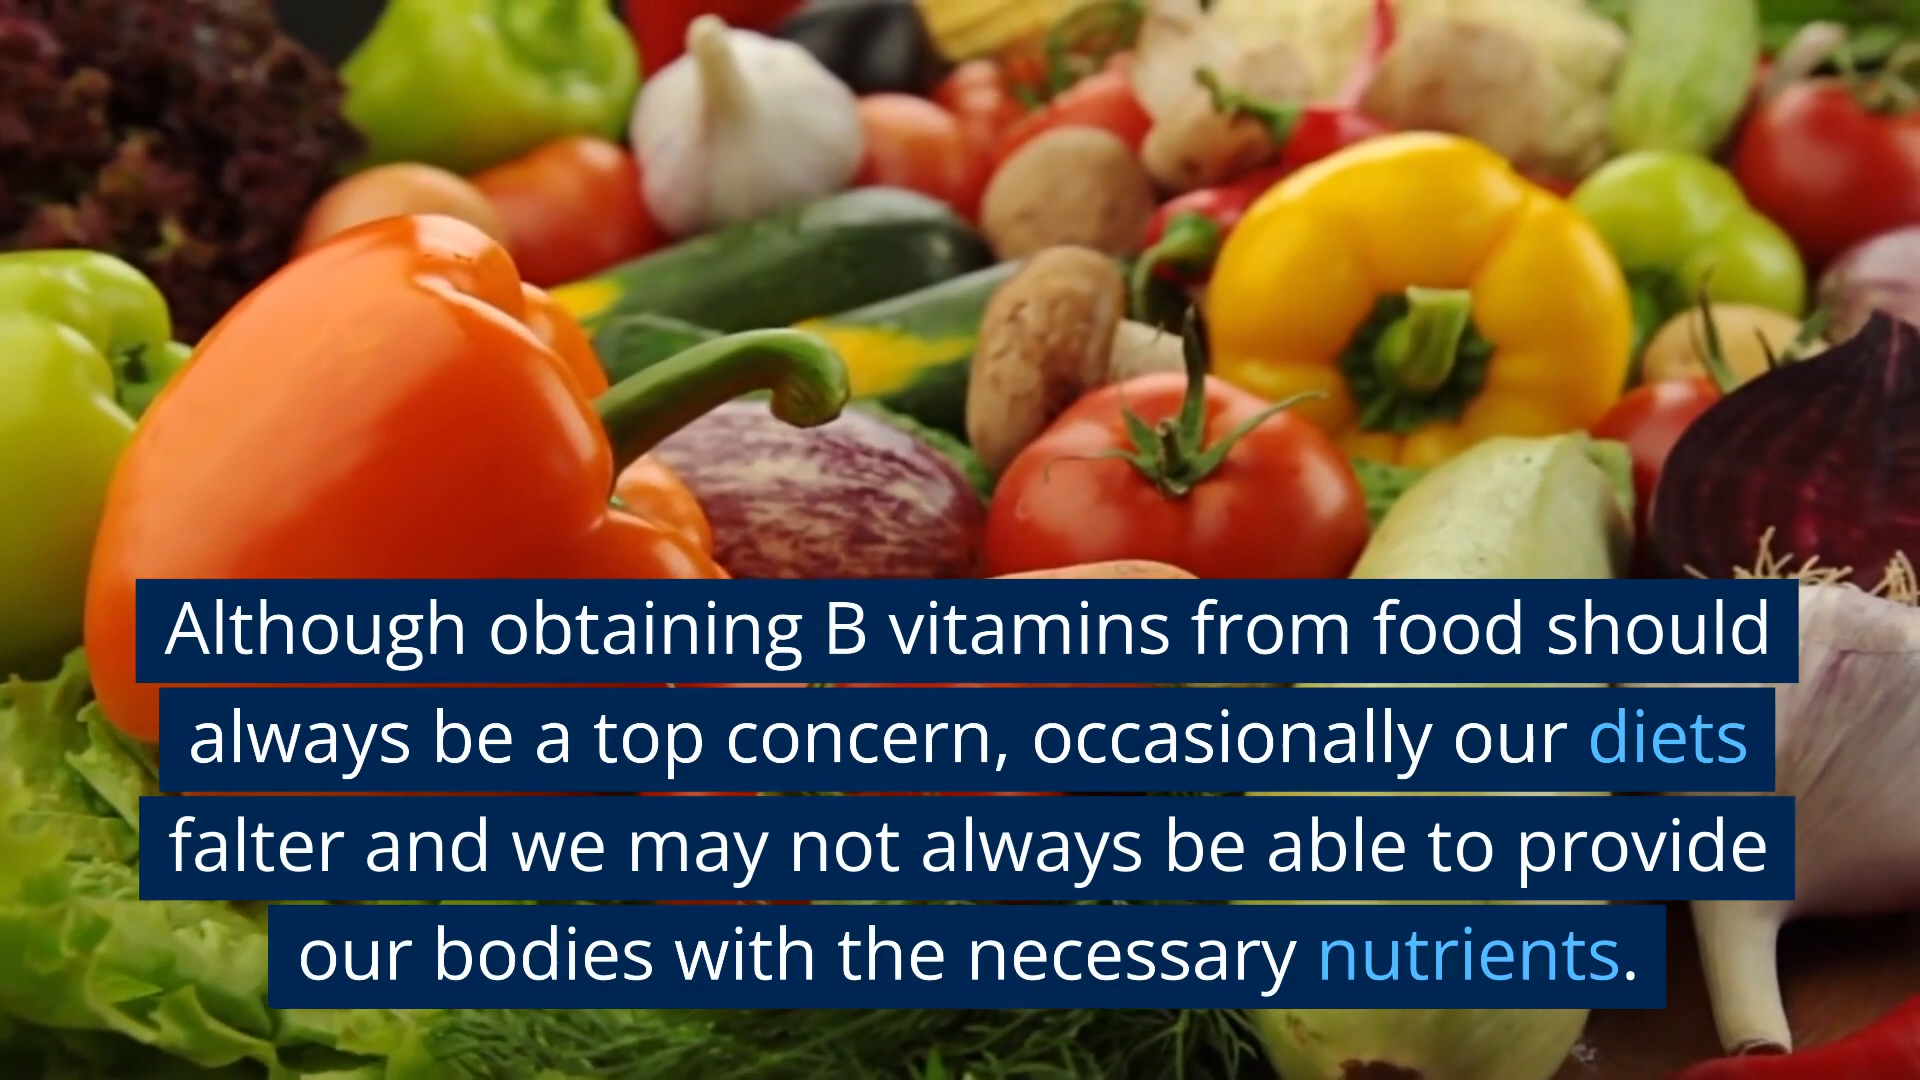 Although obtaining B vitamins from food should
always be a top concern, occasionally our diets
falter and we may not always be able to provide
our bodies with the necessary nutrients.